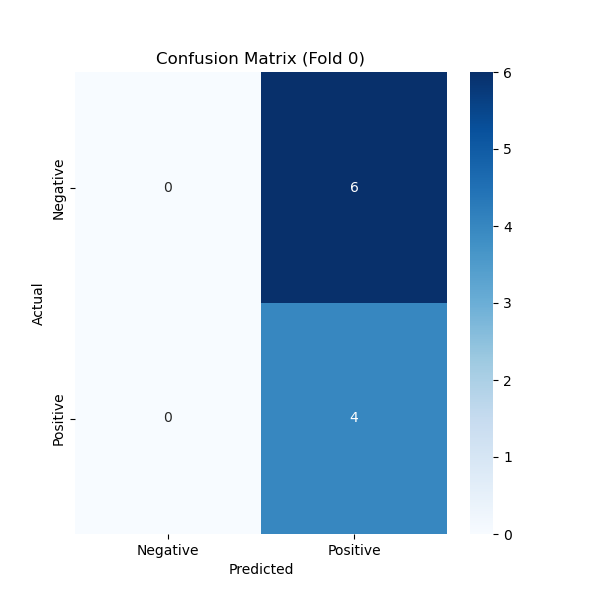 Confusion Matrix (Fold 0)
Actual
Negative
Positive
0
6
0
4
Negative
Positive
Predicted
6
5
4
3
2
1
0